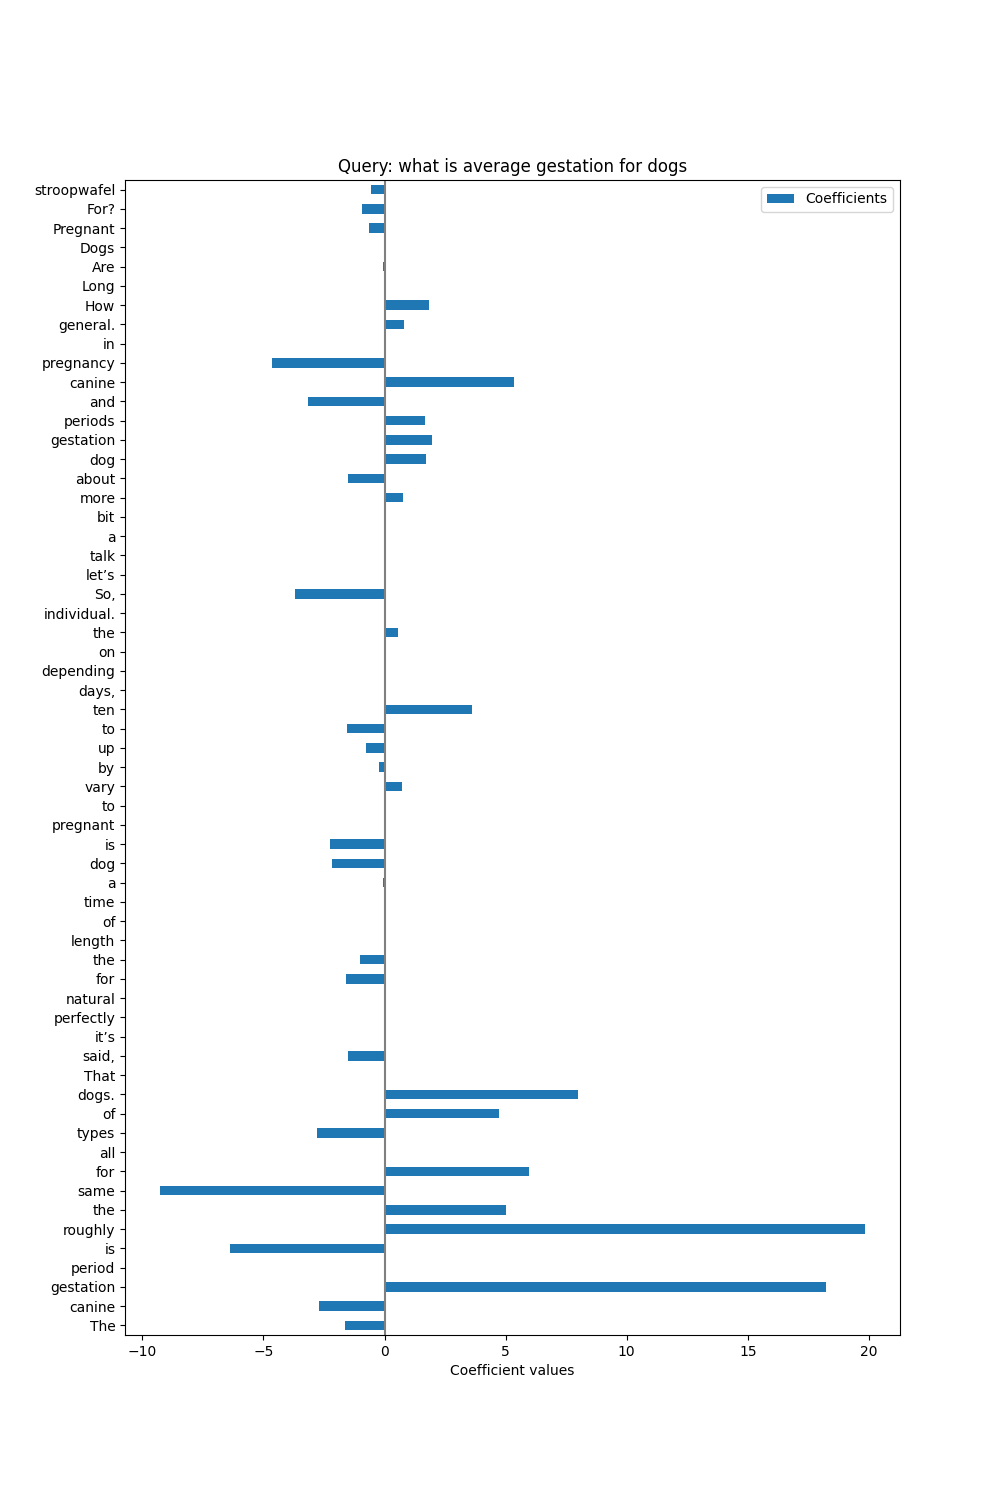 Query: what is average gestation for dogs
Coefficients
stroopwafel
For?
Pregnant
Dogs
Are
Long
How
general.
in
pregnancy
canine
and
periods
gestation
dog
about
more
bit
a
talk
let’s
So,
individual.
the
on
depending
days,
ten
to
up
by
vary
to
pregnant
is
dog
a
time
of
length
the
for
natural
perfectly
it’s
said,
That
dogs.
of
types
all
for
same
the
roughly
is
period
gestation
canine
The
−10 −5 0 5 10 15 20
Coefficient values